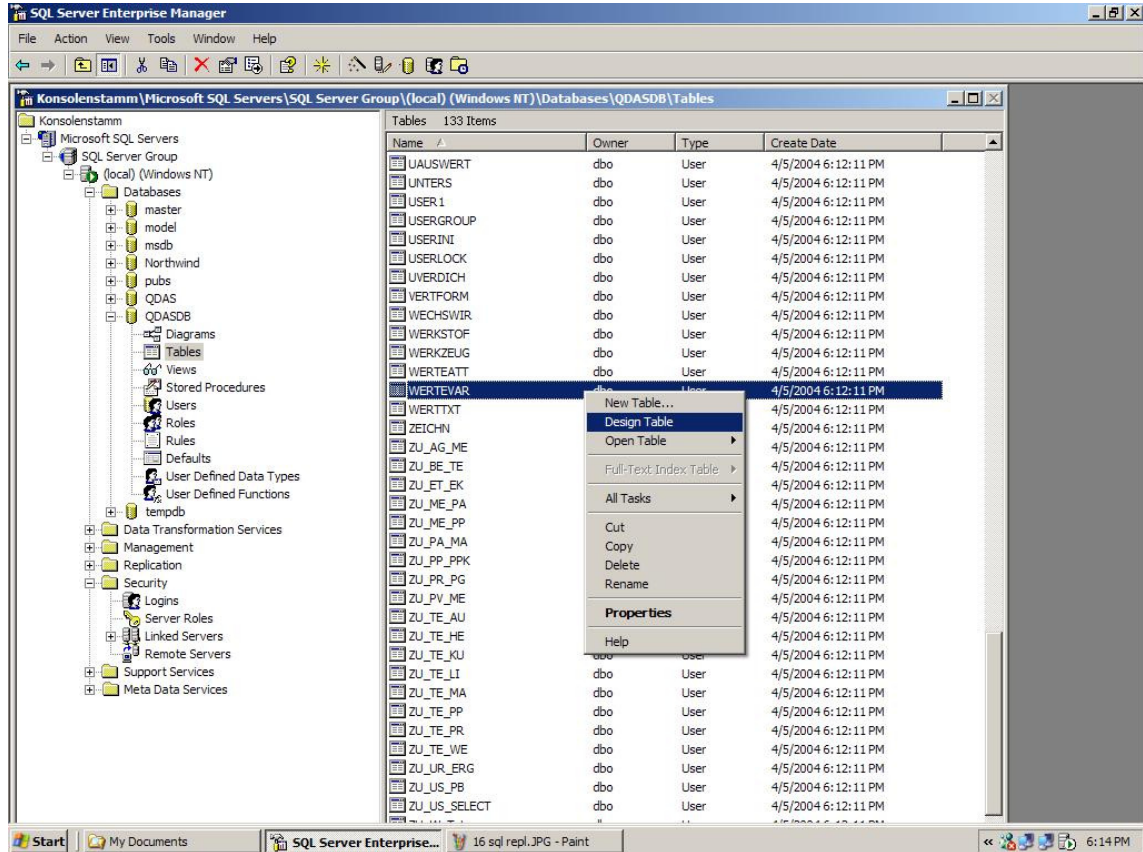 SQL Server Enterprise Manager
File Action View Tools Window Help
Konsolenstamm\Microsoft SQL Servers\SQL Server Group\(local) (Windows NT)\Databases\QDASDB\Tables
Konsolenstamm
Microsoft SQL Servers
SQL Server Group
(local) (Windows NT)
Databases
master
model
msdb
Northwind
pubs
QDAS
QDASDB
Diagrams
Tables
Views
Stored Procedures
Users
Roles
Rules
Defaults
User Defined Data Types
User Defined Functions
tempdb
Data Transformation Services
Management
Replication
Security
Logins
Server Roles
Linked Servers
Remote Servers
Support Services
Meta Data Services
Tables 133 Items
Name Owner Type Create Date
UAUSWERT dbo User 4/5/2004 6:12:11 PM
UNTERS dbo User 4/5/2004 6:12:11 PM
USER1 dbo User 4/5/2004 6:12:11 PM
USERGROUP dbo User 4/5/2004 6:12:11 PM
USERINI dbo User 4/5/2004 6:12:11 PM
USERLOCK dbo User 4/5/2004 6:12:11 PM
UVERDICH dbo User 4/5/2004 6:12:11 PM
VERTFORM dbo User 4/5/2004 6:12:11 PM
WECHSWIR dbo User 4/5/2004 6:12:11 PM
WERKSTOF dbo User 4/5/2004 6:12:11 PM
WERKZEUG dbo User 4/5/2004 6:12:11 PM
WERTEATT dbo User 4/5/2004 6:12:11 PM
WERTEVAR dbo User 4/5/2004 6:12:11 PM
WERTTXT 4/5/2004 6:12:11 PM
ZEICHN 4/5/2004 6:12:11 PM
ZU_AG_ME 4/5/2004 6:12:11 PM
ZU_BE_TE 4/5/2004 6:12:11 PM
ZU_ET_EK 4/5/2004 6:12:11 PM
ZU_ME_PA 4/5/2004 6:12:11 PM
ZU_ME_PP 4/5/2004 6:12:11 PM
ZU_PA_MA 4/5/2004 6:12:11 PM
ZU_PP_PPK 4/5/2004 6:12:11 PM
ZU_PR_PG 4/5/2004 6:12:11 PM
ZU_PV_ME 4/5/2004 6:12:11 PM
ZU_TE_AU 4/5/2004 6:12:11 PM
ZU_TE_HE 4/5/2004 6:12:11 PM
ZU_TE_KU dbo User 4/5/2004 6:12:11 PM
ZU_TE_LI dbo User 4/5/2004 6:12:11 PM
ZU_TE_MA dbo User 4/5/2004 6:12:11 PM
ZU_TE_PP dbo User 4/5/2004 6:12:11 PM
ZU_TE_PR dbo User 4/5/2004 6:12:11 PM
ZU_TE_WE dbo User 4/5/2004 6:12:11 PM
ZU_UR_ERG dbo User 4/5/2004 6:12:11 PM
ZU_US_PB dbo User 4/5/2004 6:12:11 PM
ZU_US_SELECT dbo User 4/5/2004 6:12:11 PM
New Table...
Design Table
Open Table
Full-Text Index Table
All Tasks
Cut
Copy
Delete
Rename
Properties
Help
Start My Documents SQL Server Enterprise... 16 sql repl.JPG - Paint 6:14 PM